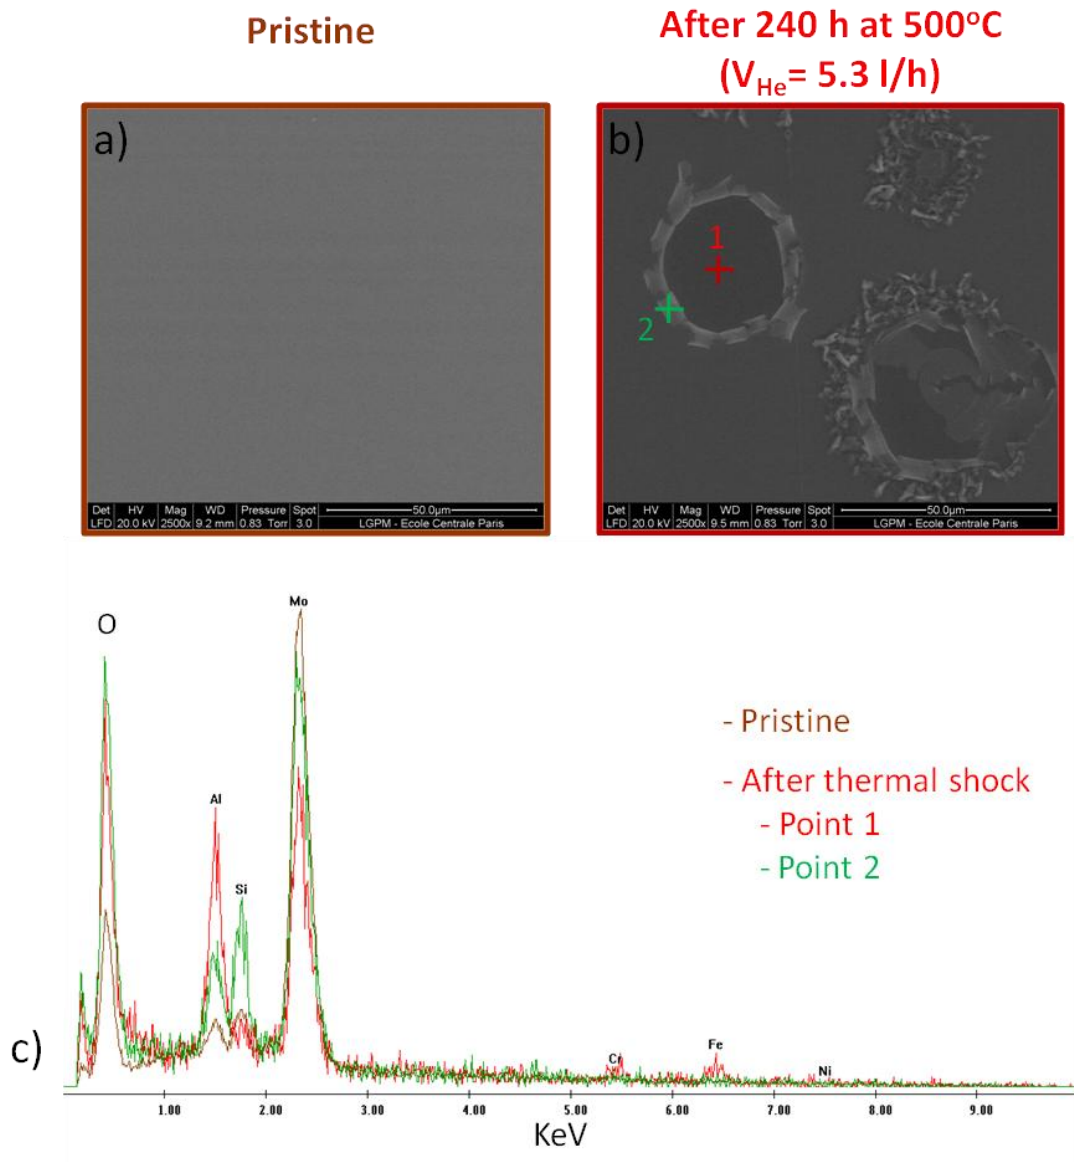 Pristine
After 240 h at 500°C
(VHe= 5.3 l/h)
a)
b)
1
2
Det HV Mag WD Pressure Spot 50.0µm
LFD 20.0 kV 2500x 9.2 mm 0.83 Torr 3.0 LGPM - Ecole Centrale Paris
Det HV Mag WD Pressure Spot 50.0µm
LFD 20.0 kV 2500x 9.5 mm 0.83 Torr 3.0 LGPM - Ecole Centrale Paris
O
Mo
Al
Si
Cr
Fe
Ni
- Pristine
- After thermal shock
- Point 1
- Point 2
c)
1.00 2.00 3.00 4.00 5.00 6.00 7.00 8.00 9.00
KeV